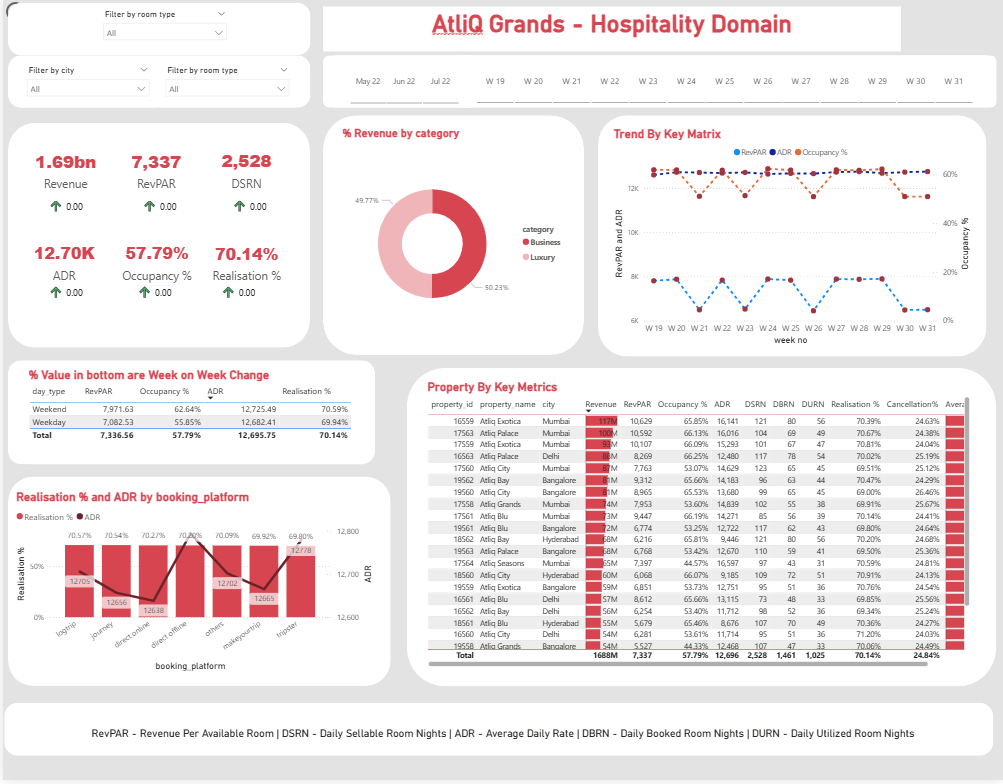 Filter by room type
All
AtliQ Grands - Hospitality Domain
Filter by city
Filter by room type
All
All
May 22 Jun 22 Jul 22 W 19 W 20 W 21 W 22 W 23 W 24 W 25 W 26 W 27 W 28 W 29 W 30 W 31
1.69bn
Revenue
0.00
7,337
RevPAR
0.00
2,528
DSRN
0.00
12.70K
ADR
0.00
57.79%
Occupancy %
0.00
70.14%
Realisation %
0.00
% Revenue by category
49.77%
50.23%
category
Business
Luxury
Trend By Key Matrix
RevPAR ADR Occupancy %
RevPAR and ADR
12K
10K
8K
6K
60%
40%
20%
0%
Occupancy %
W 19 W 20 W 21 W 22 W 23 W 24 W 25 W 26 W 27 W 28 W 29 W 30 W 31
week no
% Value in bottom are Week on Week Change
day_type RevPAR Occupancy % ADR Realisation %
Weekend 7,971.63 62.64% 12,725.49 70.59%
Weekday 7,082.53 55.85% 12,682.41 69.94%
Total 7,336.56 57.79% 12,695.75 70.14%
Realisation % and ADR by booking_platform
Realisation % ADR
Realisation %
50%
0%
70.57% 70.54% 70.27% 70.20% 70.09% 69.92% 69.80%
12705 12656 12638 12702 12665 12778
12,800
12,700
12,600
ADR
logtrip journey direct online direct offline others makeyourtrip tripster
booking_platform
Property By Key Metrics
property_id property_name city Revenue RevPAR Occupancy % ADR DSRN DBRN DURN Realisation % Cancellation% Avera
16559 Atliq Exotica Mumbai 117M 10,629 65.85% 16,141 121 80 56 70.39% 24.63%
17563 Atliq Palace Mumbai 100M 10,592 66.13% 16,016 104 69 49 70.67% 24.38%
17559 Atliq Exotica Mumbai 93M 10,107 66.09% 15,293 101 67 47 70.81% 24.04%
16563 Atliq Palace Delhi 88M 8,269 66.25% 12,480 117 78 54 70.02% 25.19%
17560 Atliq City Mumbai 87M 7,763 53.07% 14,629 123 65 45 69.51% 25.12%
19562 Atliq Bay Bangalore 81M 9,312 65.66% 14,183 96 63 44 70.47% 24.29%
19560 Atliq City Bangalore 81M 8,965 65.53% 13,680 99 65 45 69.00% 26.46%
17558 Atliq Grands Mumbai 74M 7,953 53.60% 14,839 102 55 38 69.91% 25.67%
17561 Atliq Blu Mumbai 73M 9,447 66.19% 14,271 85 56 39 70.14% 24.41%
19561 Atliq Blu Bangalore 72M 6,774 53.25% 12,722 117 62 43 69.80% 24.64%
18562 Atliq Bay Hyderabad 68M 6,216 65.81% 9,446 121 80 56 70.20% 24.68%
19563 Atliq Palace Bangalore 68M 6,768 53.42% 12,670 110 59 41 69.50% 25.36%
17564 Atliq Seasons Mumbai 65M 7,397 44.57% 16,597 97 43 31 70.59% 24.81%
18560 Atliq City Hyderabad 60M 6,068 66.07% 9,185 109 72 51 70.91% 24.13%
19559 Atliq Exotica Bangalore 59M 6,851 53.73% 12,751 95 51 36 70.76% 24.54%
16561 Atliq Blu Delhi 57M 8,612 65.66% 13,115 73 48 33 69.85% 25.56%
16562 Atliq Bay Delhi 56M 6,254 53.40% 11,712 98 52 36 69.34% 25.24%
18561 Atliq Blu Hyderabad 55M 5,679 65.46% 8,676 107 70 49 70.36% 24.27%
16560 Atliq City Delhi 54M 6,281 53.61% 11,714 95 51 36 71.20% 24.03%
19558 Atliq Grands Bangalore 54M 5,527 44.33% 12,468 107 47 33 70.06% 24.49%
Total 1688M 7,337 57.79% 12,696 2,528 1,461 1,025 70.14% 24.84%
RevPAR - Revenue Per Available Room | DSRN - Daily Sellable Room Nights | ADR - Average Daily Rate | DBRN - Daily Booked Room Nights | DURN - Daily Utilized Room Nights